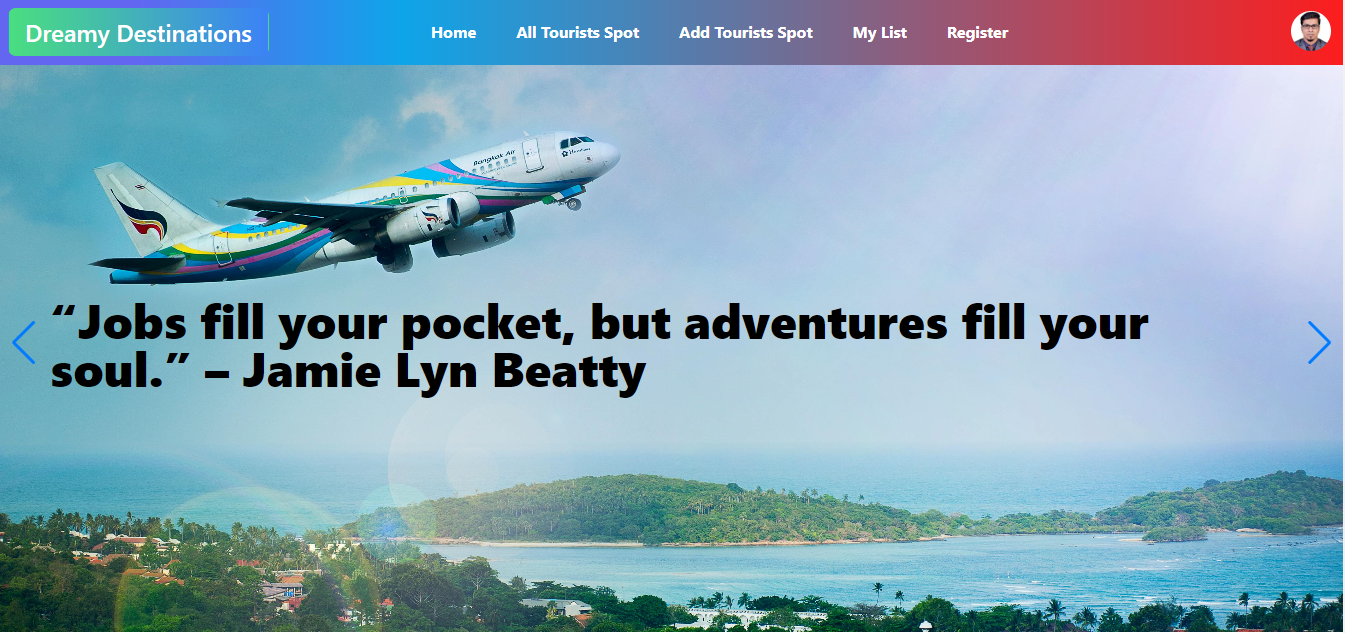 Dreamy Destinations
Home All Tourists Spot Add Tourists Spot My List Register
Bangkok Air
“Jobs fill your pocket, but adventures fill your
soul.” – Jamie Lyn Beatty